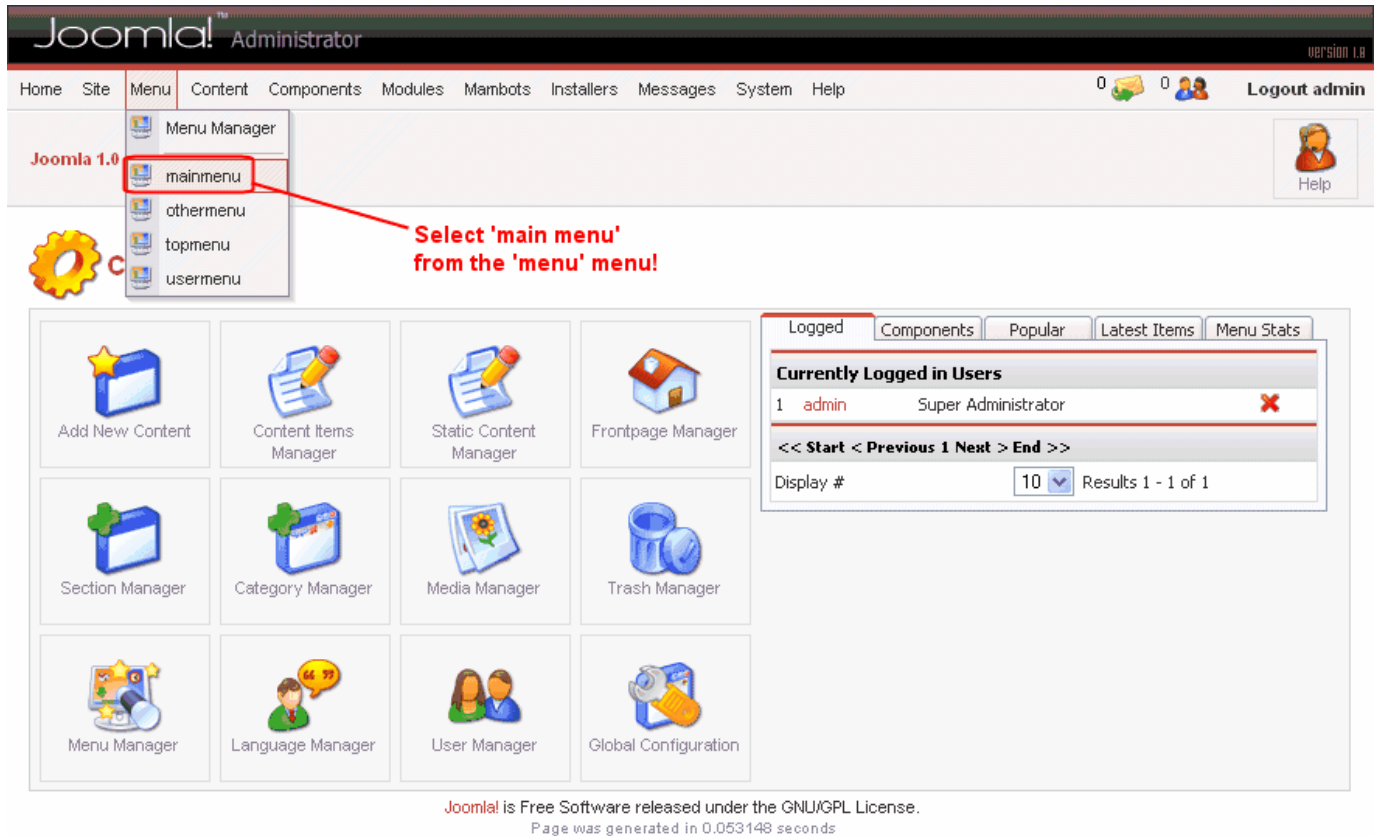 Joomla!™ Administrator
version 1.8
Home Site Menu Content Components Modules Mambots Installers Messages System Help 0 0 Logout admin
Menu Manager
Joomla 1.0
mainmenu
Help
othermenu
topmenu
usermenu
Select 'main menu'
from the 'menu' menu!
C
Logged Components Popular Latest Items Menu Stats
Currently Logged in Users
1 admin Super Administrator
<< Start < Previous 1 Next > End >>
Display # 10 Results 1 - 1 of 1
Add New Content
Content Items
Manager
Static Content
Manager
Frontpage Manager
Section Manager
Category Manager
Media Manager
Trash Manager
Menu Manager
Language Manager
User Manager
Global Configuration
Joomla! is Free Software released under the GNU/GPL License.
Page was generated in 0.053148 seconds